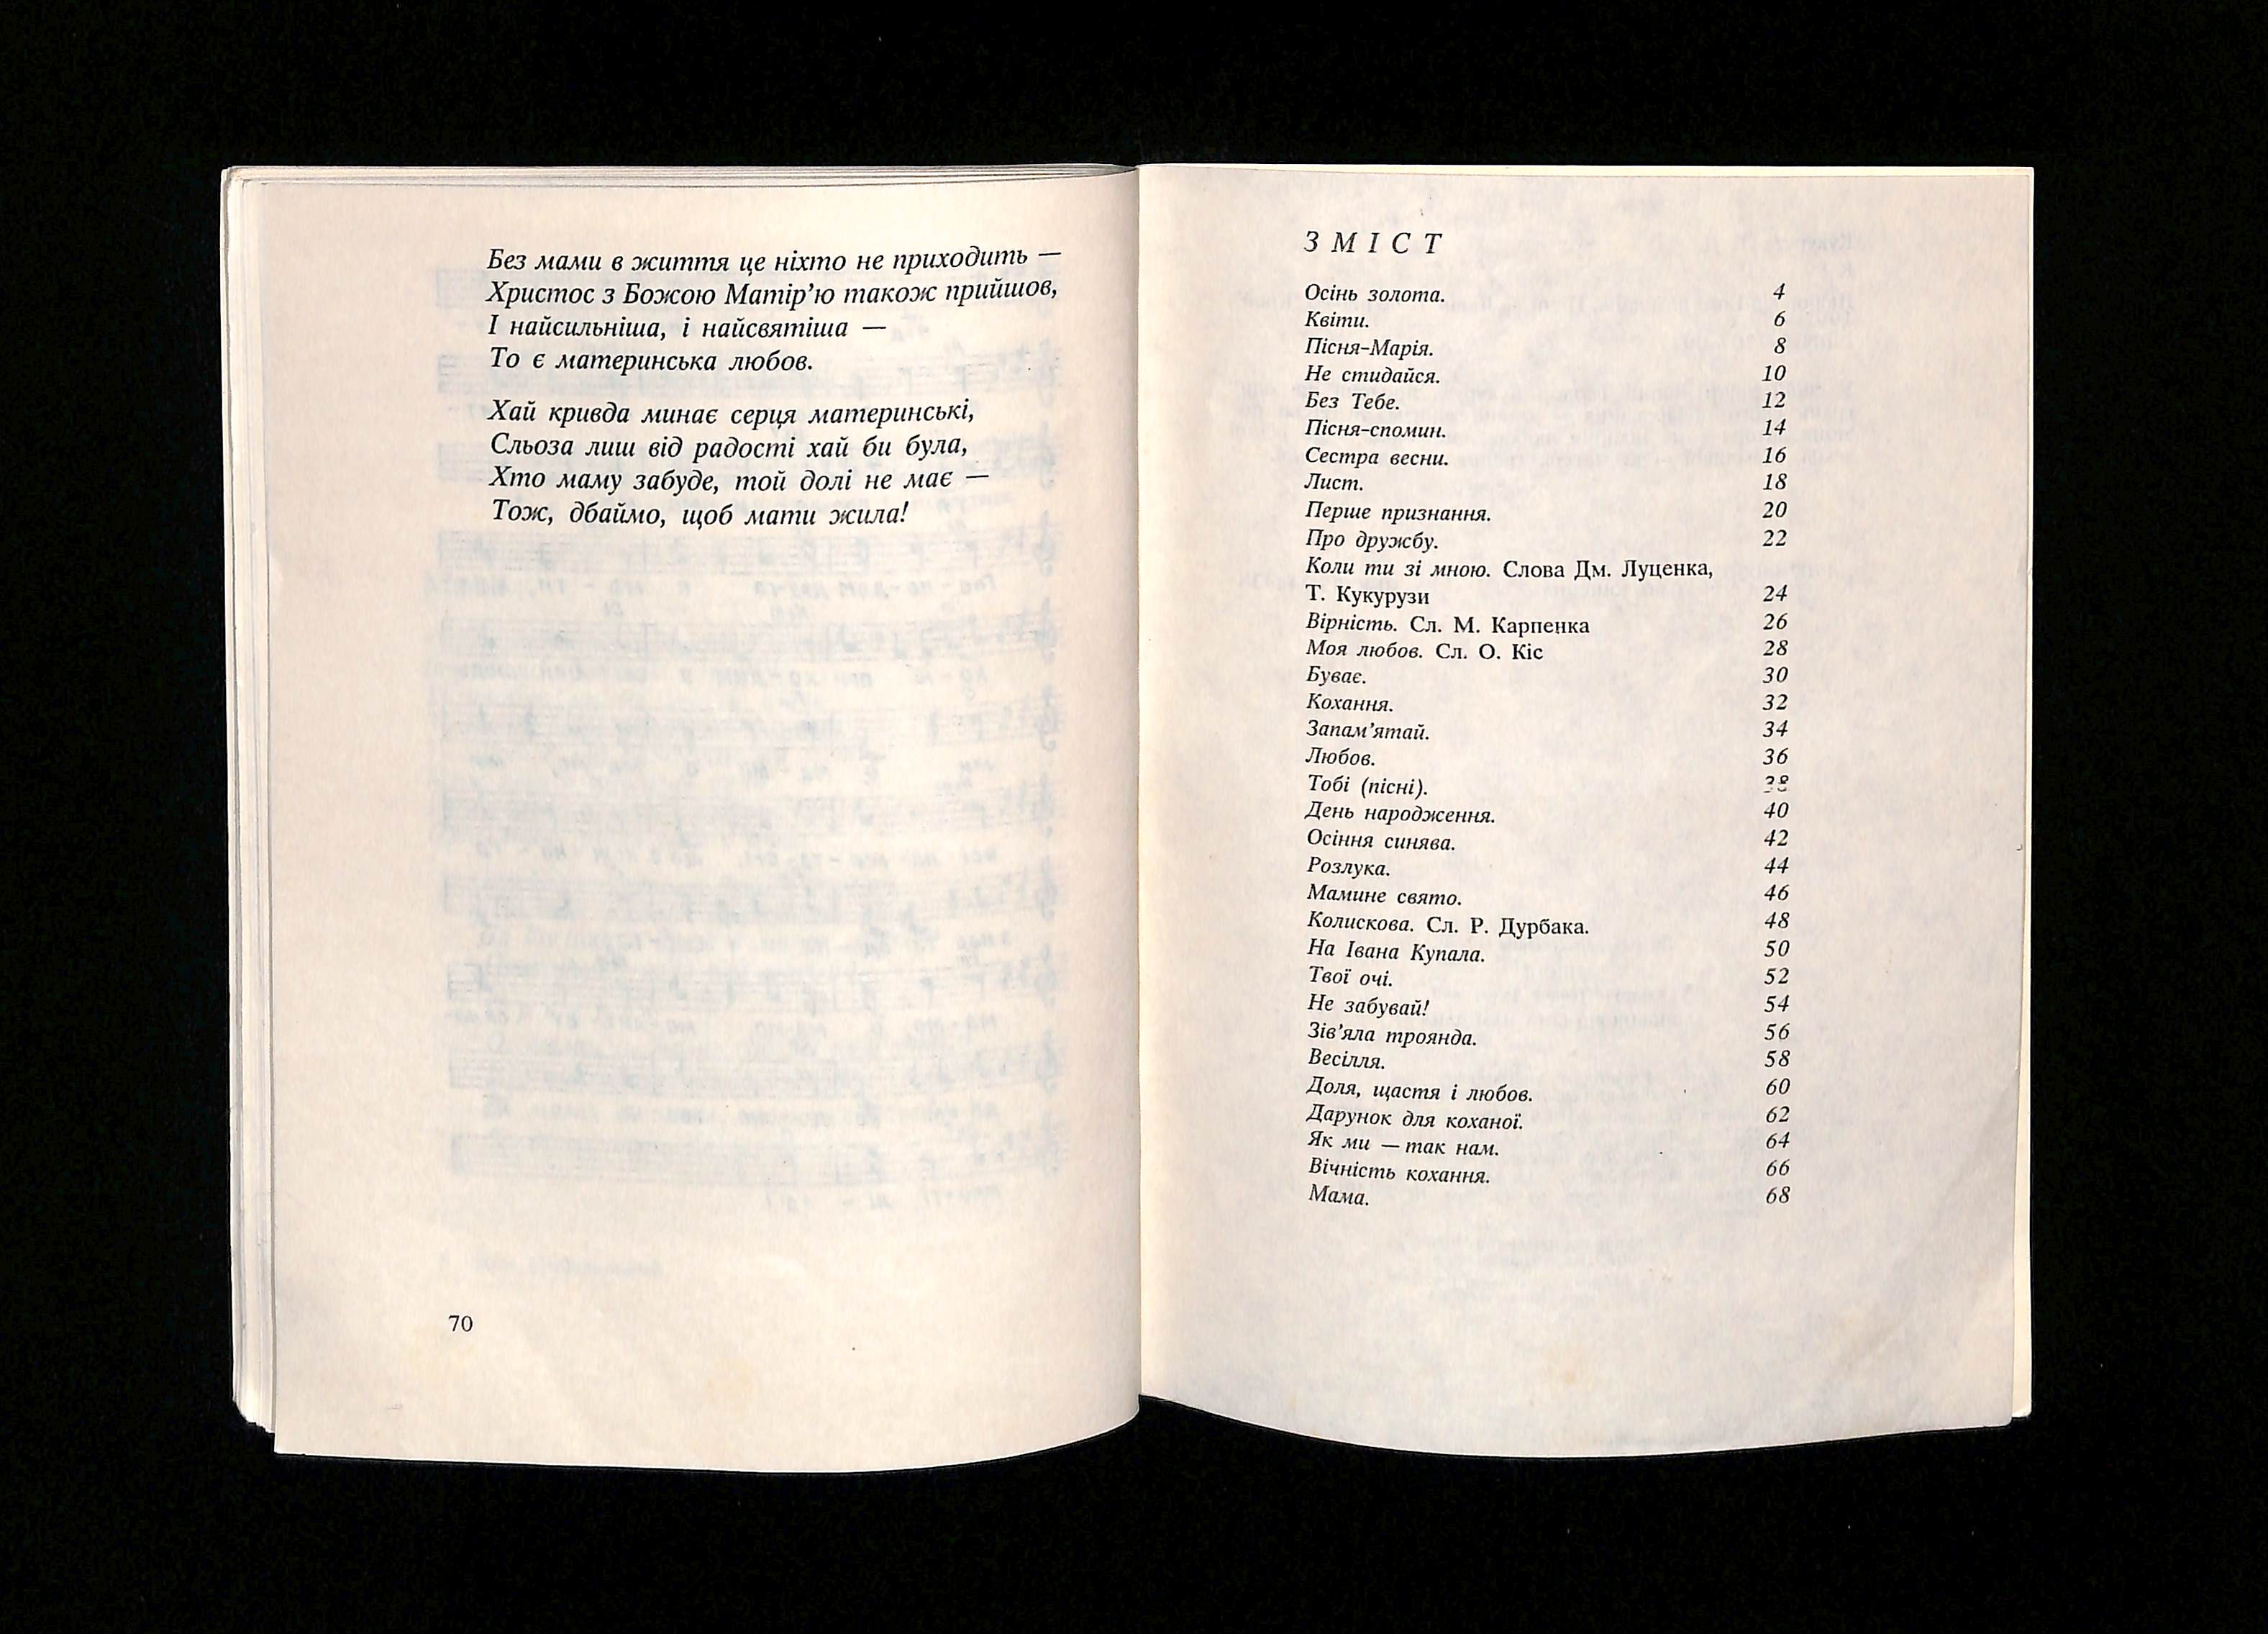 Без мами в життя це ніхто не приходить —
Христос з Божою Матір’ю також прийшов,
І найсильніша, і найсвятіша —
То є материнська любов.
Хай кривда минає серця материнські,
Сльоза лиш від радості хай би була,
Хто маму забуде, той долі не має —
Тож, дбаймо, щоб мати жила!
70
ЗМІСТ
Осінь золота. 4
Квіти. 6
Пісня-Марія. 8
Не стидайся. 10
Без Тебе. 12
Пісня-спомин. 14
Сестра весни. 16
Лист. 18
Перше признання. 20
Про дружбу. 22
Коли ти зі мною. Слова Дм. Луценка,
Т. Кукурузи 24
Вірність. Сл. М. Карпенка 26
Моя любов. Сл. О. Кіс 28
Буває. 30
Кохання. 32
Запам’ятай. 34
Любов. 36
Тобі (пісні). 38
День народження. 40
Осіння синява. 42
Розлука. 44
Мамине свято. 46
Колискова. Сл. Р. Дурбака. 48
На Івана Купала. 50
Твої очі. 52
Не забувай! 54
Зів’яла троянда. 56
Весілля. 58
Доля, щастя і любов. 60
Дарунок для коханої. 62
Як ми — так нам. 64
Вічність кохання. 66
Мама. 68